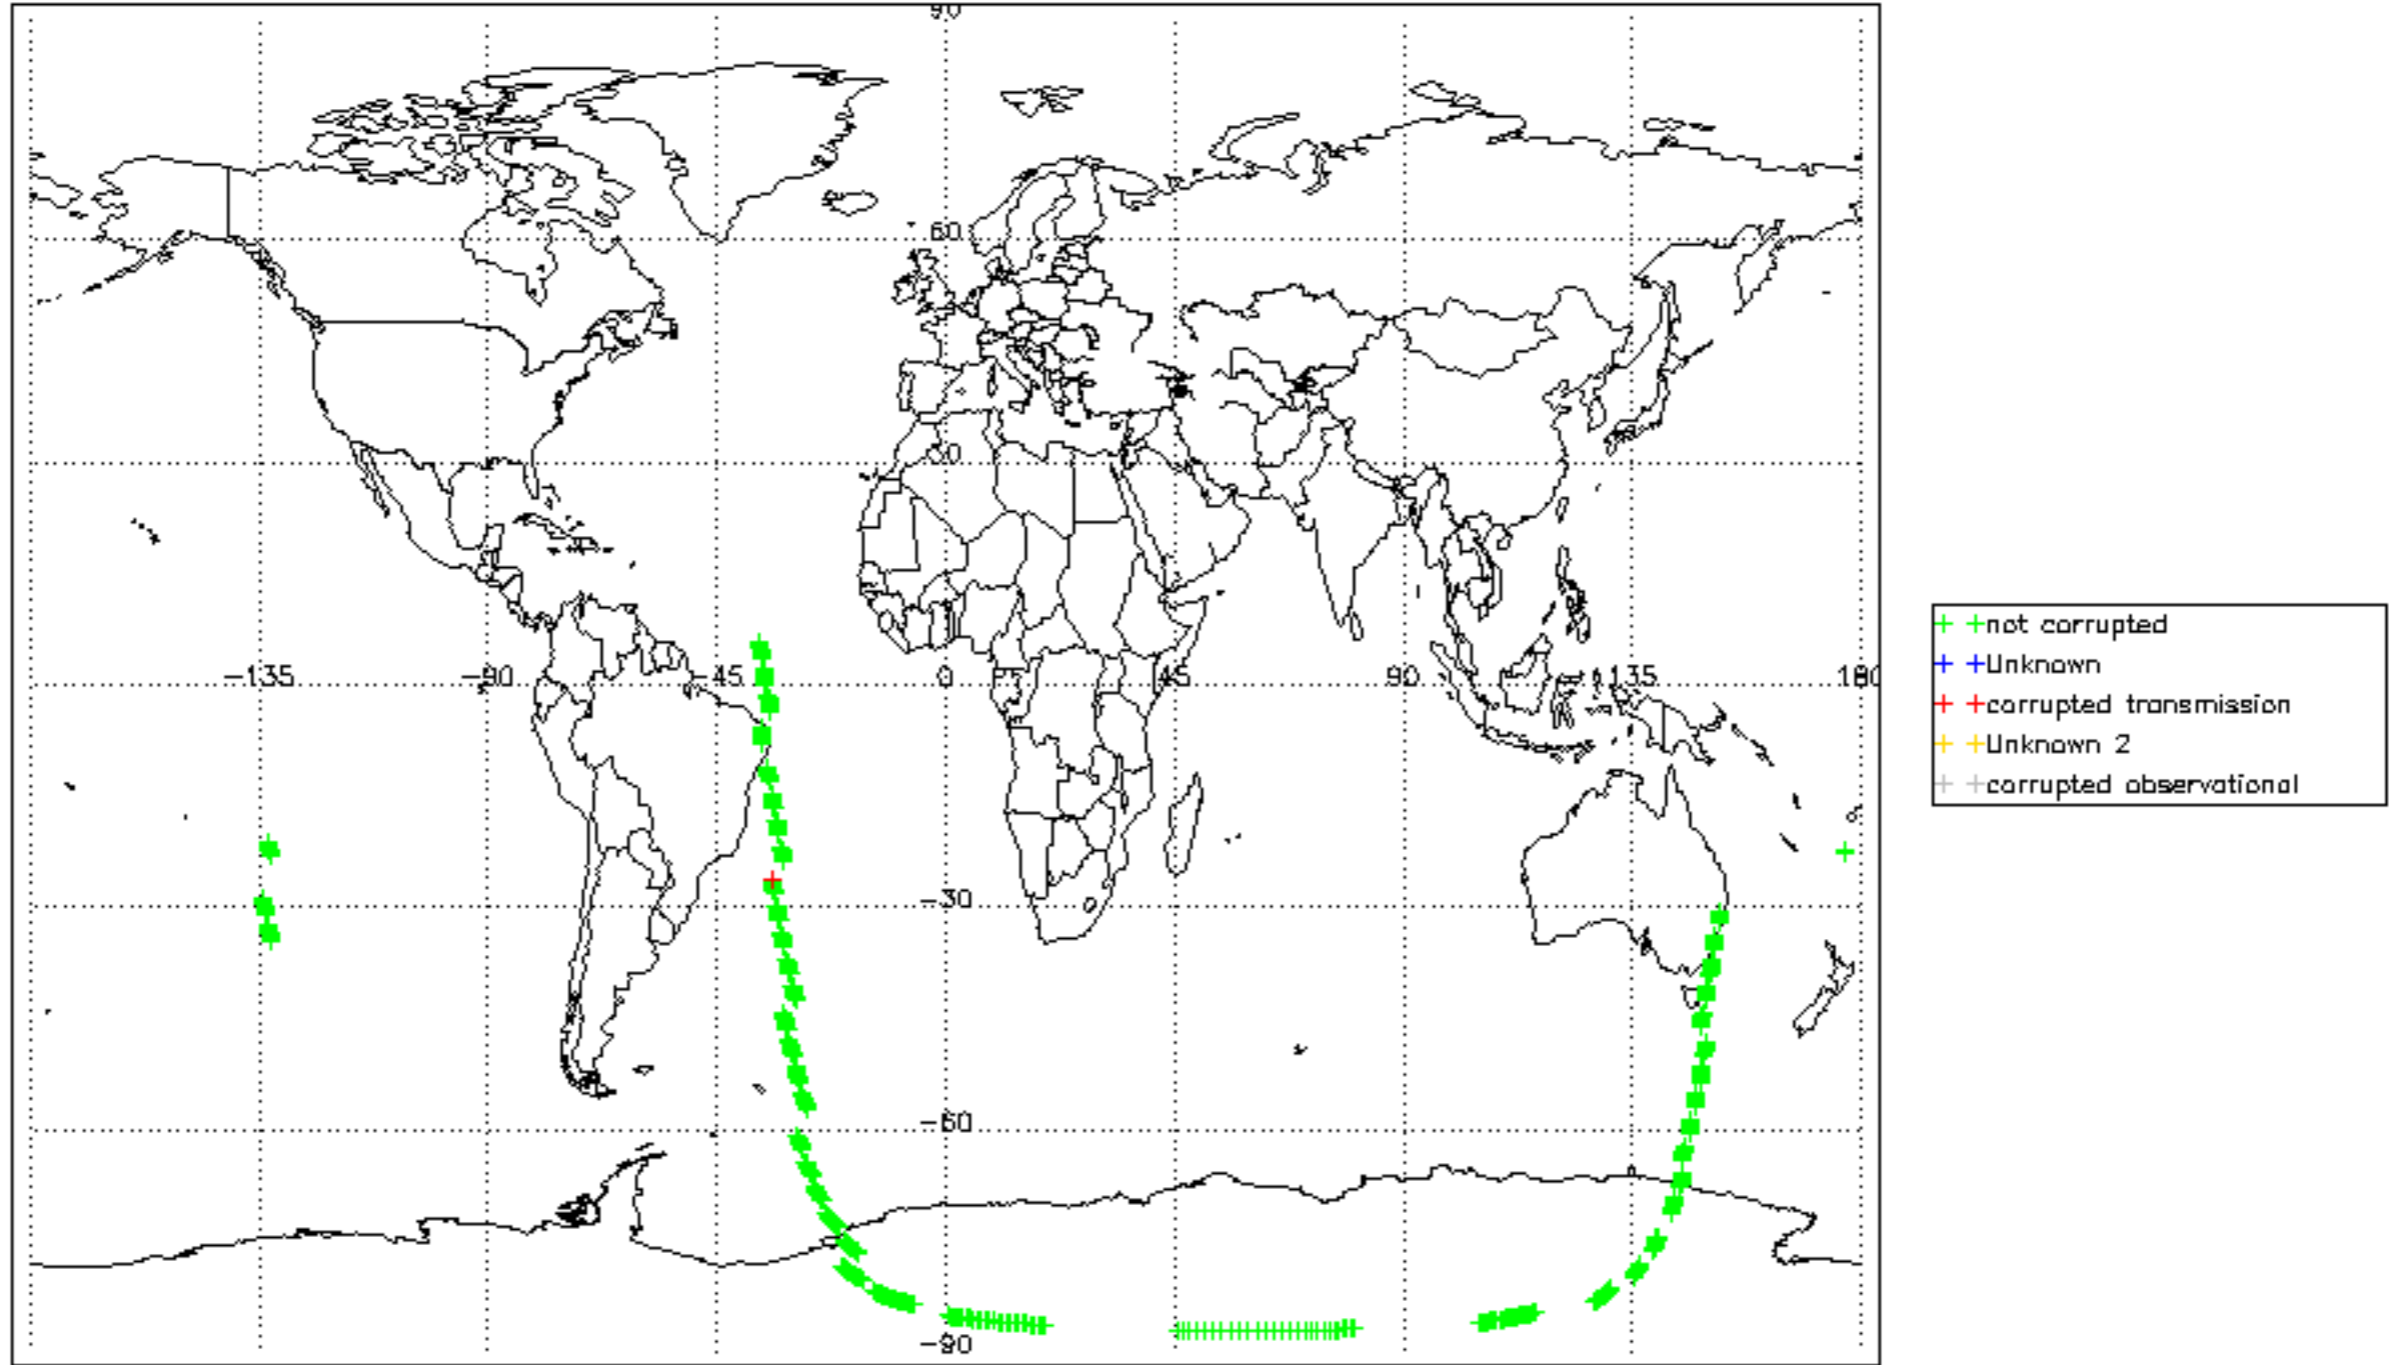 90
60
30
-135
-90
-45
0
45
90
135
180
-30
-60
-90
not corrupted
Unknown
corrupted transmission
Unknown 2
corrupted observational